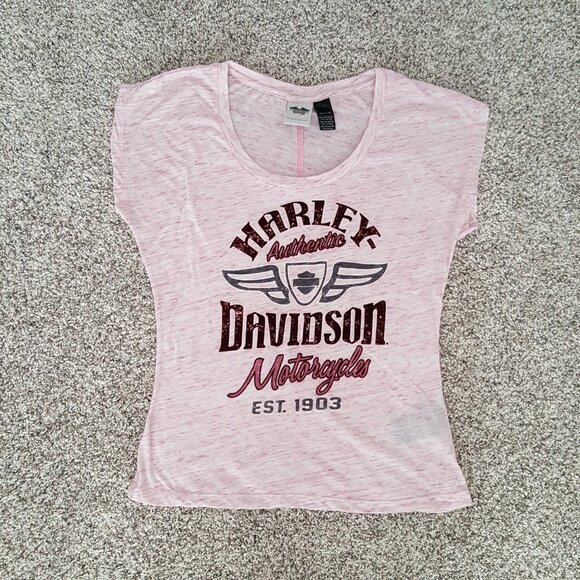 HARLEY-
Authentic
DAVIDSON
Motorcycles
EST. 1903